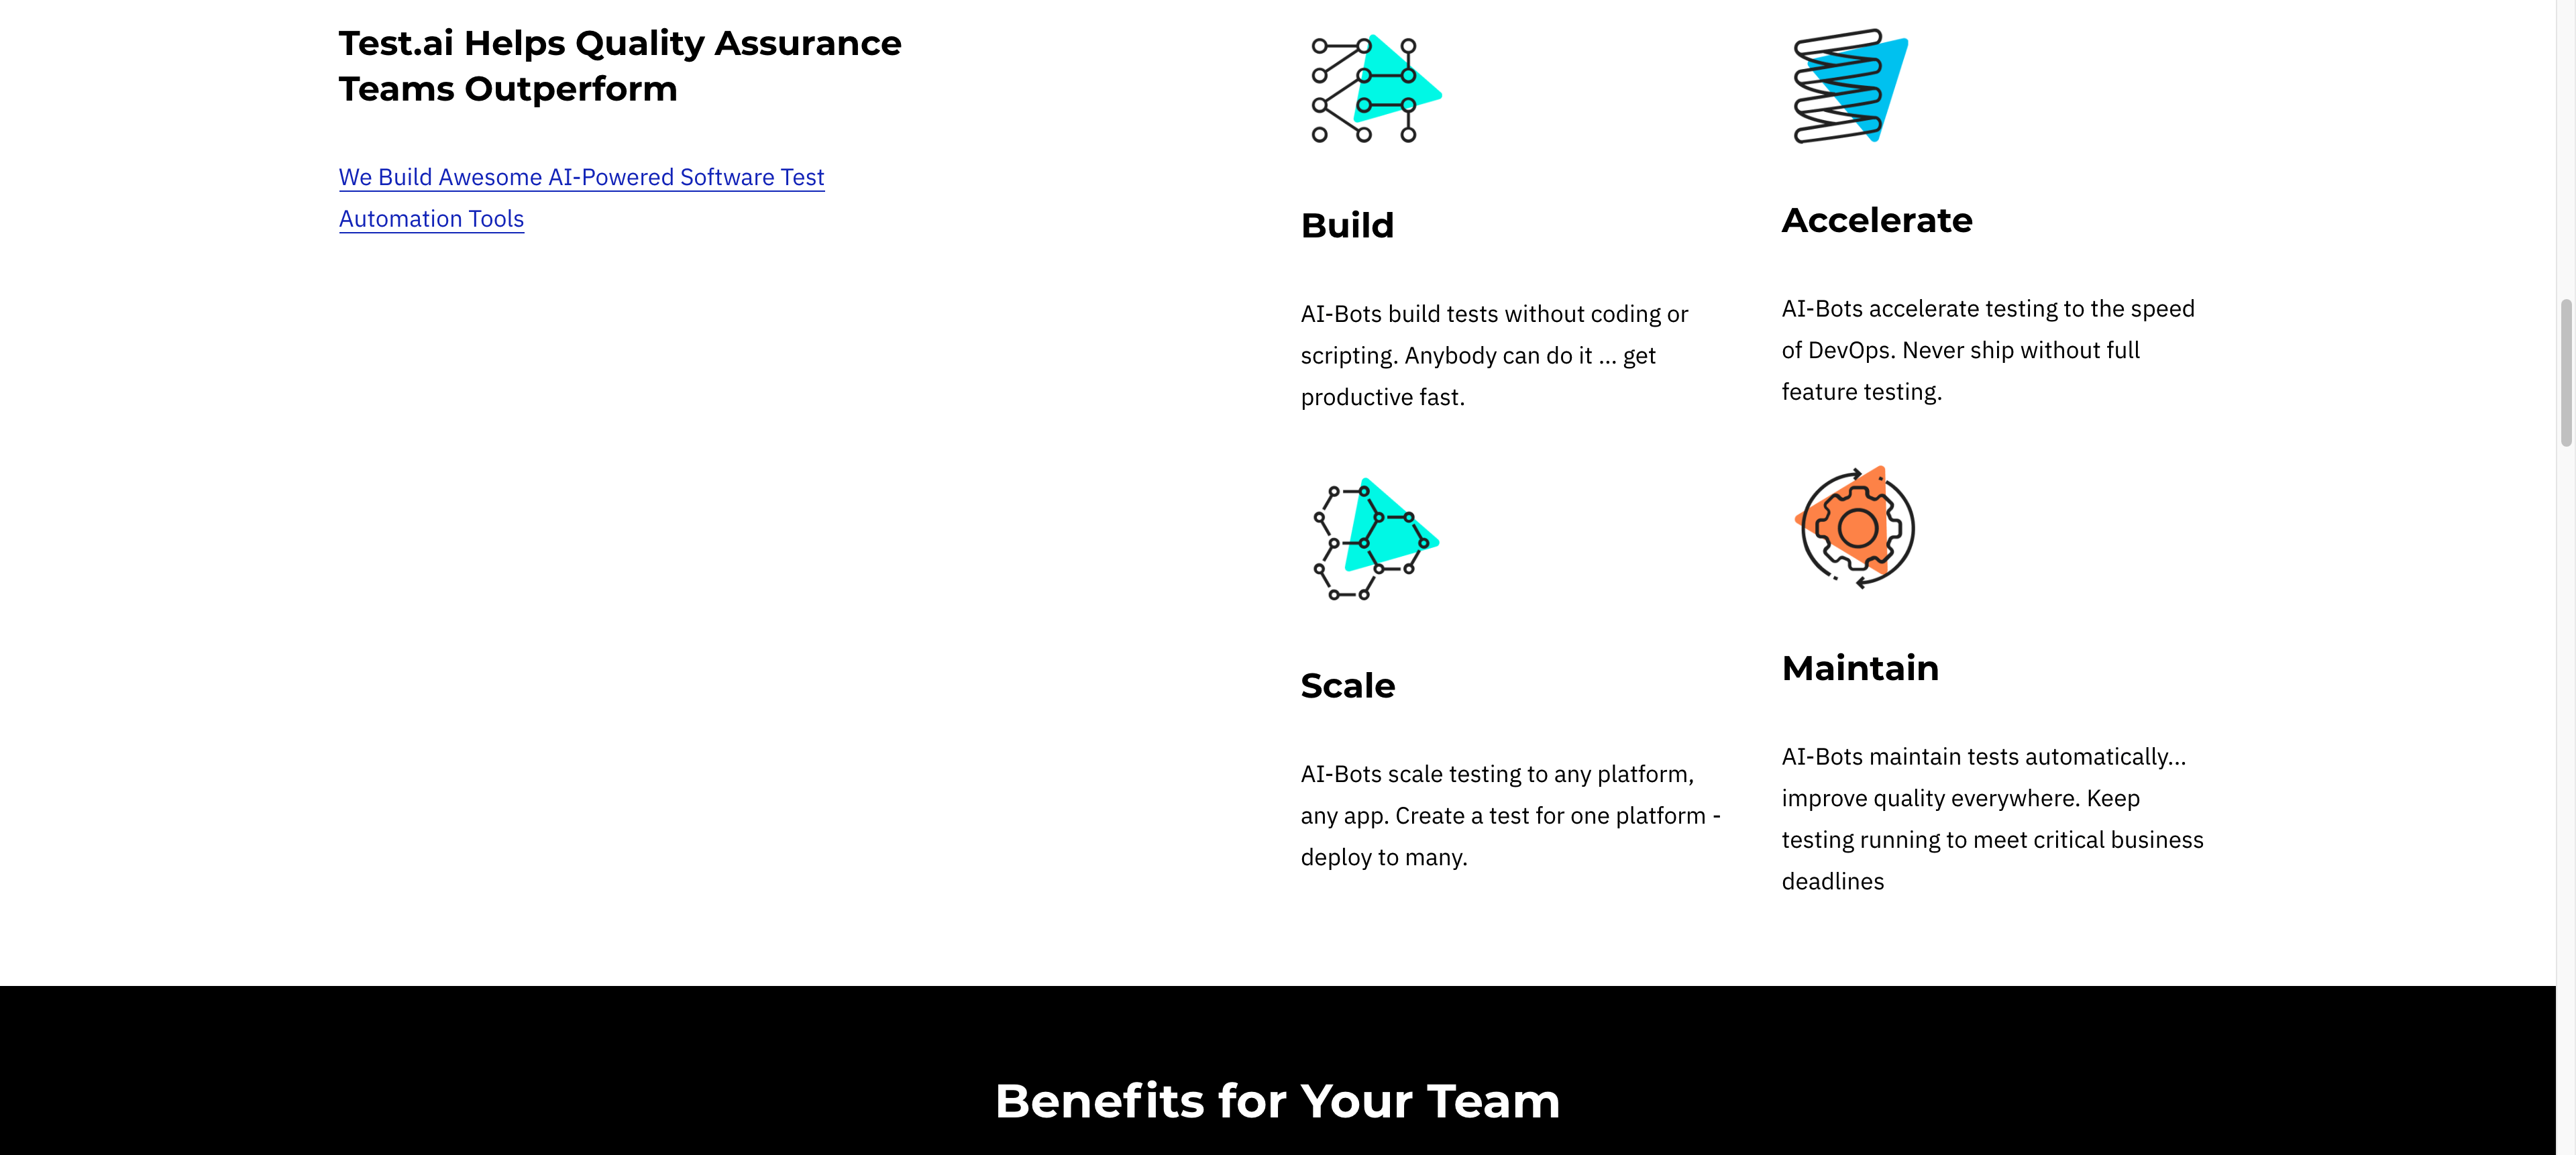 Test.ai Helps Quality Assurance
Teams Outperform
We Build Awesome AI-Powered Software Test
Automation Tools
Build
AI-Bots build tests without coding or
scripting. Anybody can do it ... get
productive fast.
Accelerate
AI-Bots accelerate testing to the speed
of DevOps. Never ship without full
feature testing.
Scale
AI-Bots scale testing to any platform,
any app. Create a test for one platform -
deploy to many.
Maintain
AI-Bots maintain tests automatically...
improve quality everywhere. Keep
testing running to meet critical business
deadlines
Benefits for Your Team